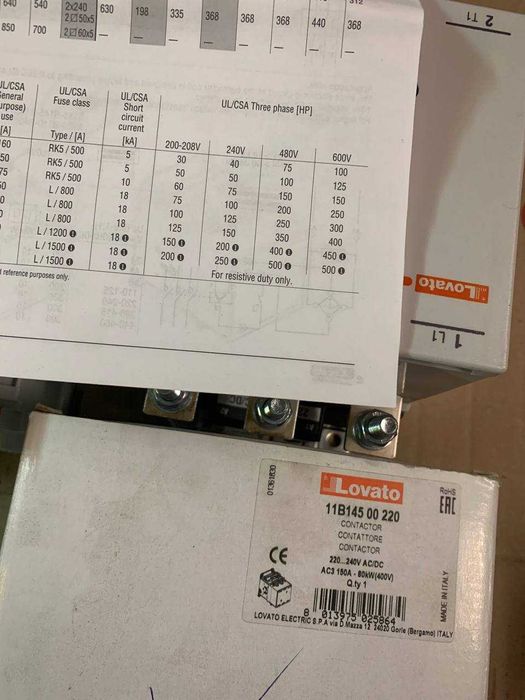 640 540 2x240 630 198 335 368 368 368 440 368
850 700 2 60x5
UL/CSA
General
purpose)
use
[A]
UL/CSA
Fuse class
Type / [A]
UL/CSA
Short
circuit
current
[kA]
UL/CSA Three phase [HP]
200-208V 240V 480V 600V
60 RK5 / 500 5 30 40 75 100
50 RK5 / 500 5 50 50 100 125
75 RK5 / 500 10 60 75 150 150
L / 800 18 75 100 200 250
L / 800 18 100 125 250 300
L / 800 18 125 150 350 400
L / 1200 18 150 200 400 450
L / 1500 18 200 250 500 500
L / 1500 18 For resistive duty only.
d reference purposes only.
2 T1
Lovato
1 L1
01361830
Lovato
RoHS
EAC
11B145 00 220
CONTACTOR
CONTATTORE
CONTACTOR
CE
220...240V AC/DC
AC3 150A - 80kW(400V)
Q.ty 1
MADE IN ITALY
8 013975 025864
LOVATO ELECTRIC S.P.A via D.Mazza 12 24020 Gorle (Bergamo) ITALY